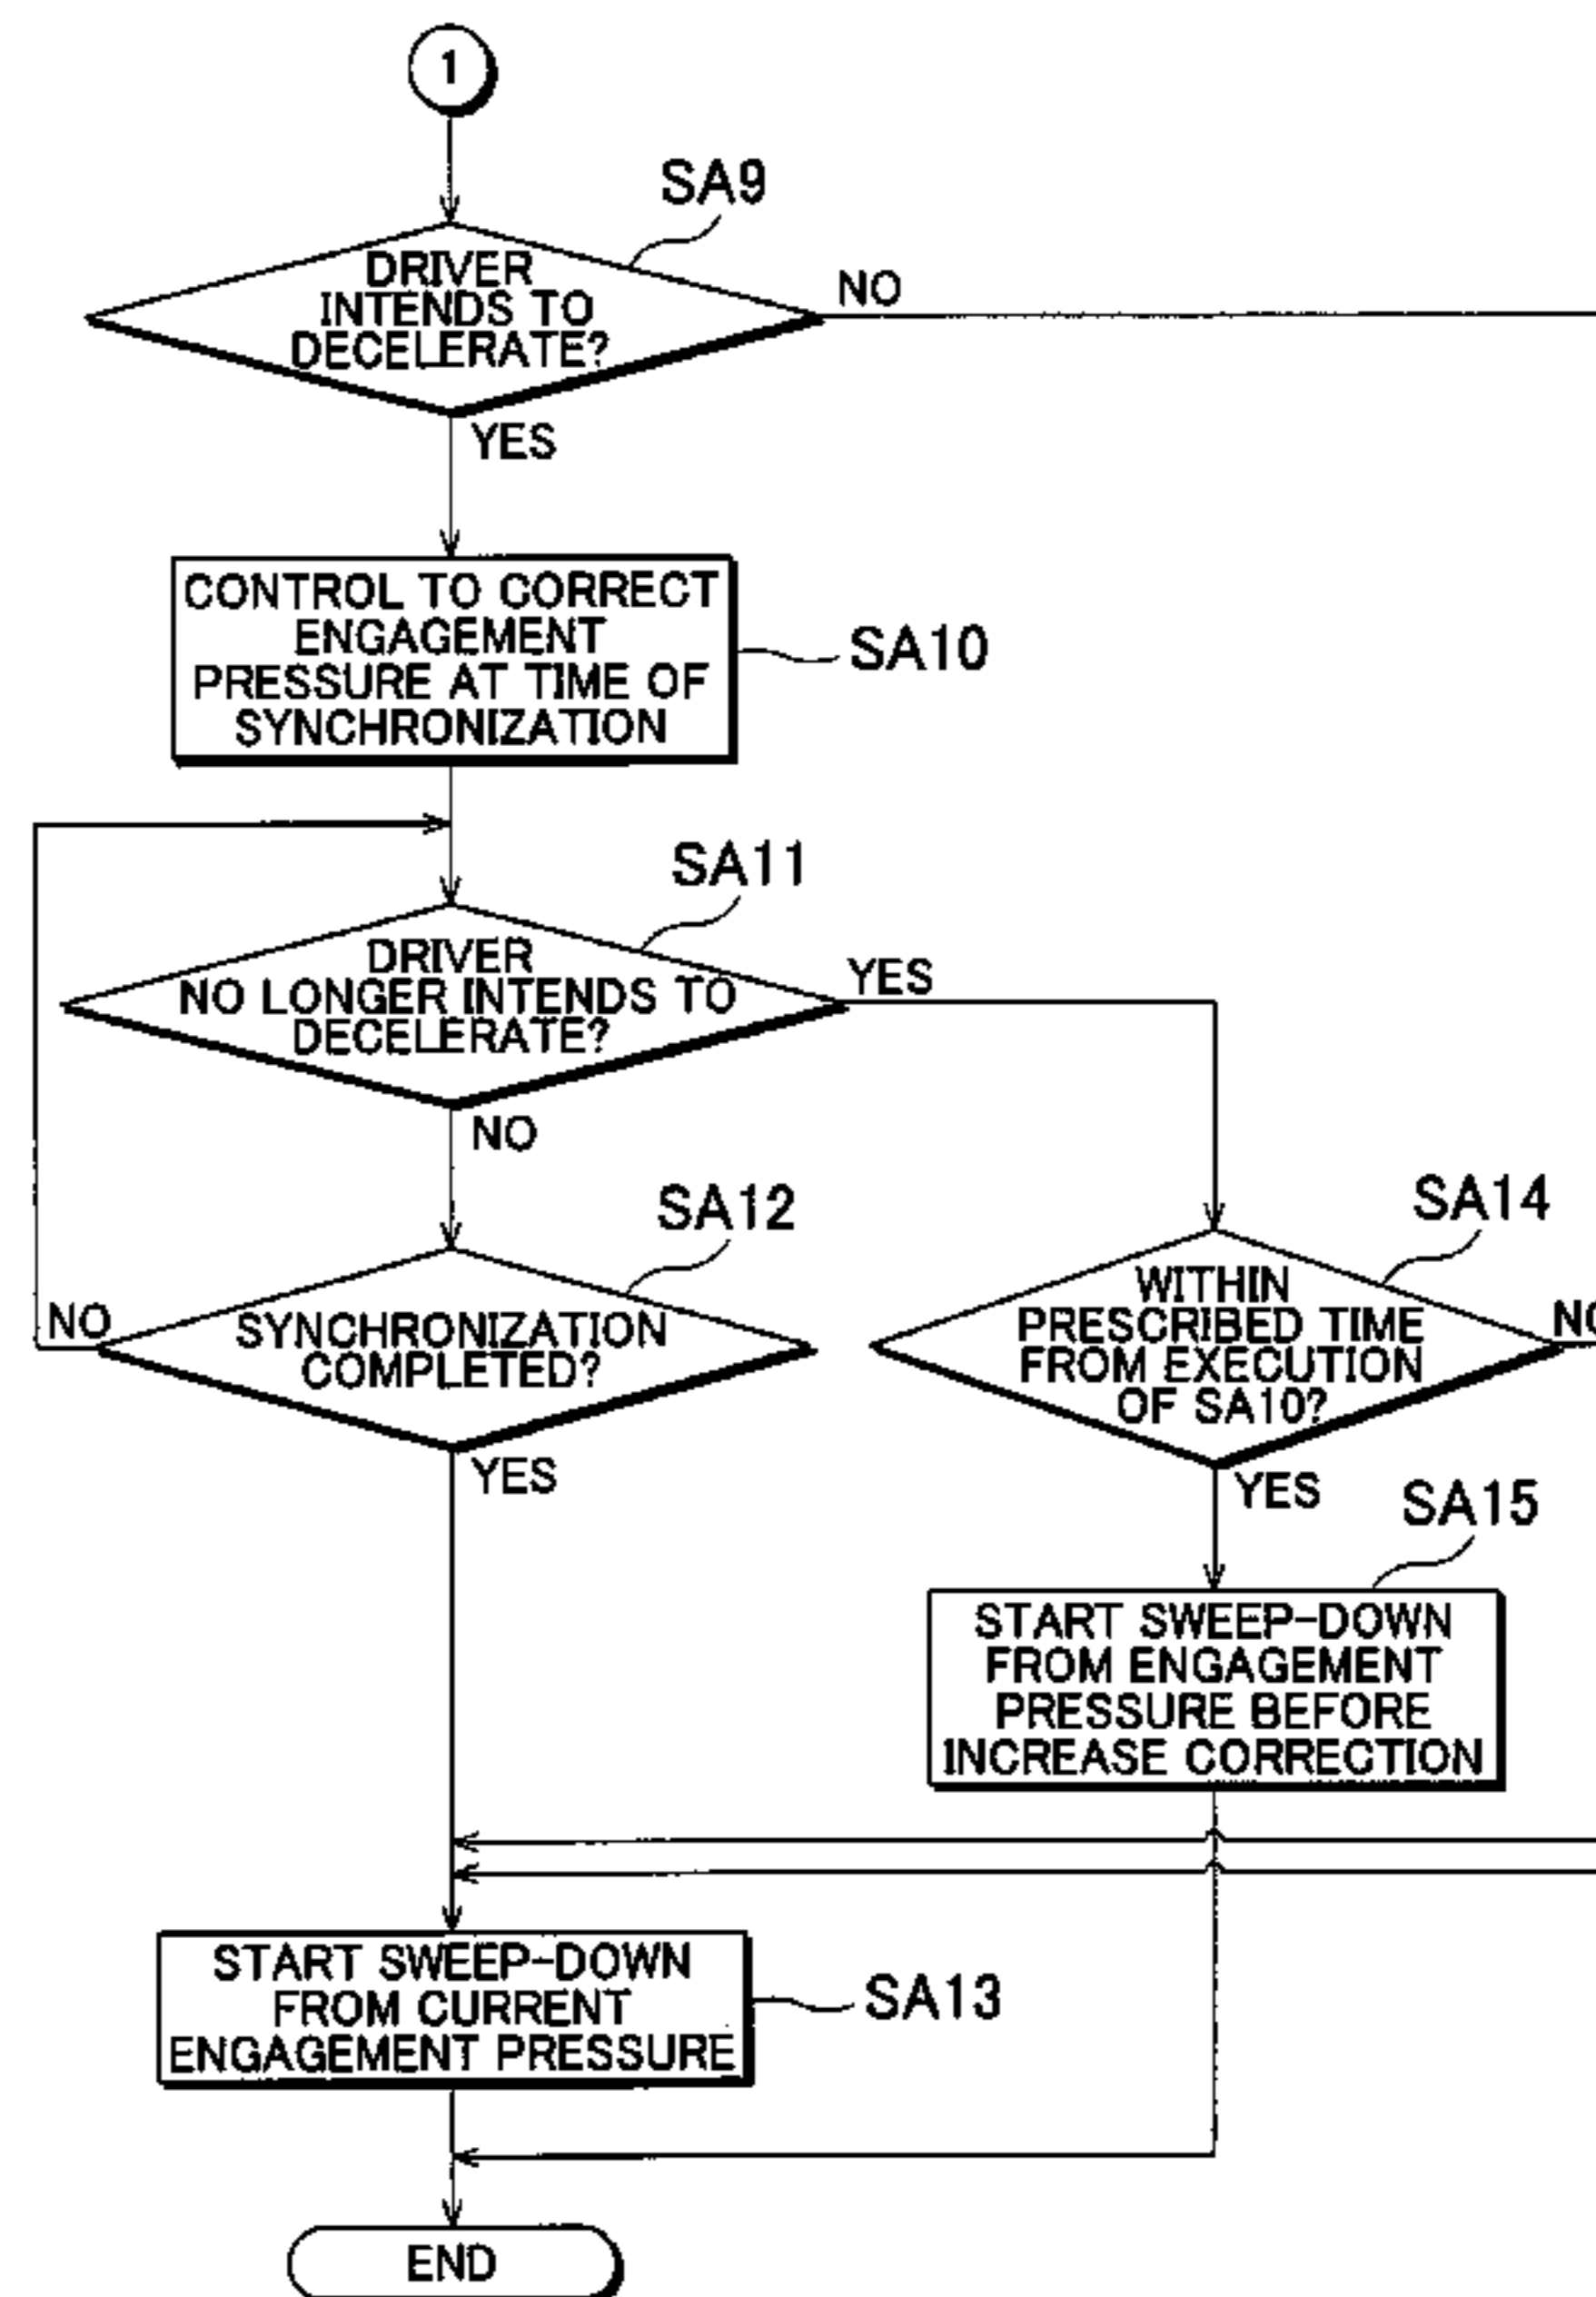 1
SA9
DRIVER
INTENDS TO
DECELERATE?
NO
YES
CONTROL TO CORRECT
ENGAGEMENT
PRESSURE AT TIME OF
SYNCHRONIZATION
SA10
SA11
DRIVER
NO LONGER INTENDS TO
DECELERATE?
YES
NO
SA12
SYNCHRONIZATION
COMPLETED?
NO
YES
SA14
WITHIN
PRESCRIBED TIME
FROM EXECUTION
OF SA10?
NO
YES
SA15
START SWEEP-DOWN
FROM ENGAGEMENT
PRESSURE BEFORE
INCREASE CORRECTION
START SWEEP-DOWN
FROM CURRENT
ENGAGEMENT PRESSURE
SA13
END